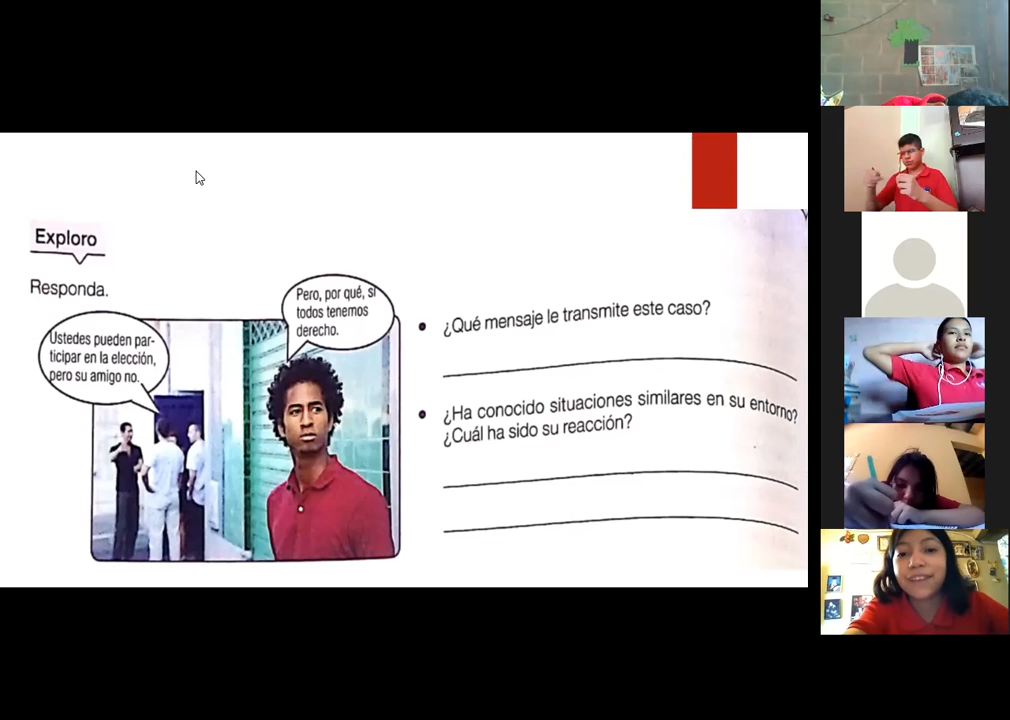 Exploro
Responda.
Ustedes pueden par-
ticipar en la elección,
pero su amigo no.
Pero, por qué, si
todos tenemos
derecho.
• ¿Qué mensaje le transmite este caso?
• ¿Ha conocido situaciones similares en su entorno?
¿Cuál ha sido su reacción?